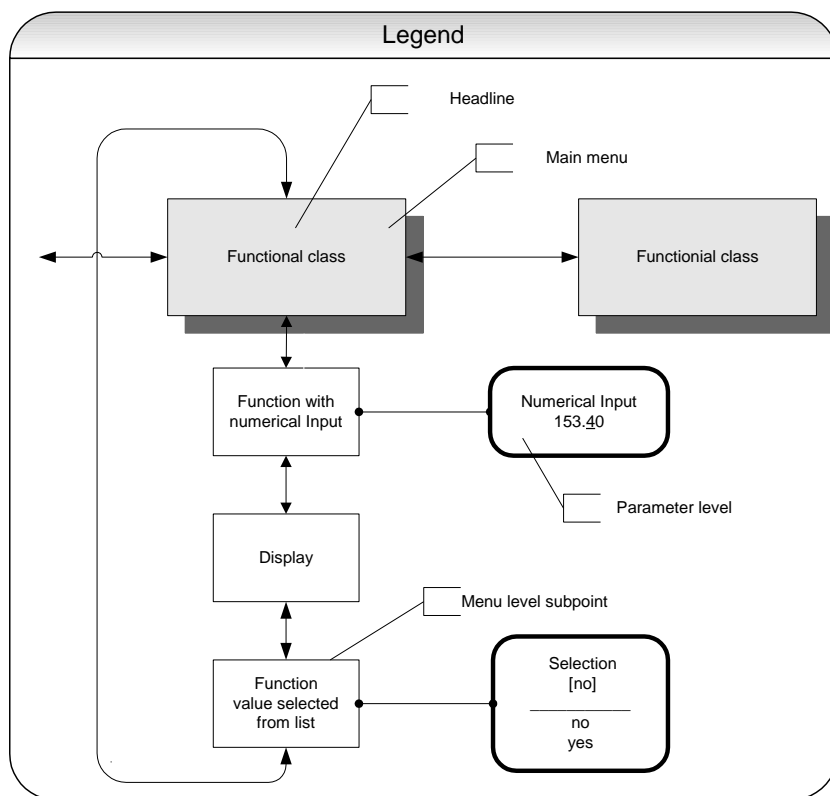 Legend
Headline
Main menu
Functional class
Functionial class
Function with
numerical Input
Numerical Input
153.40
Parameter level
Display
Menu level subpoint
Function
value selected
from list
Selection
[no]
no
yes